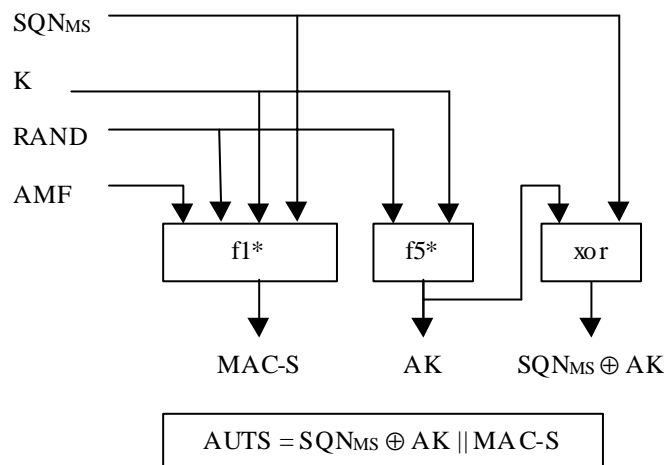 SQNMS
K
RAND
AMF
f1*
f5*
xor
MAC-S
AK
SQNMS ⊕ AK
AUTS = SQNMS ⊕ AK || MAC-S